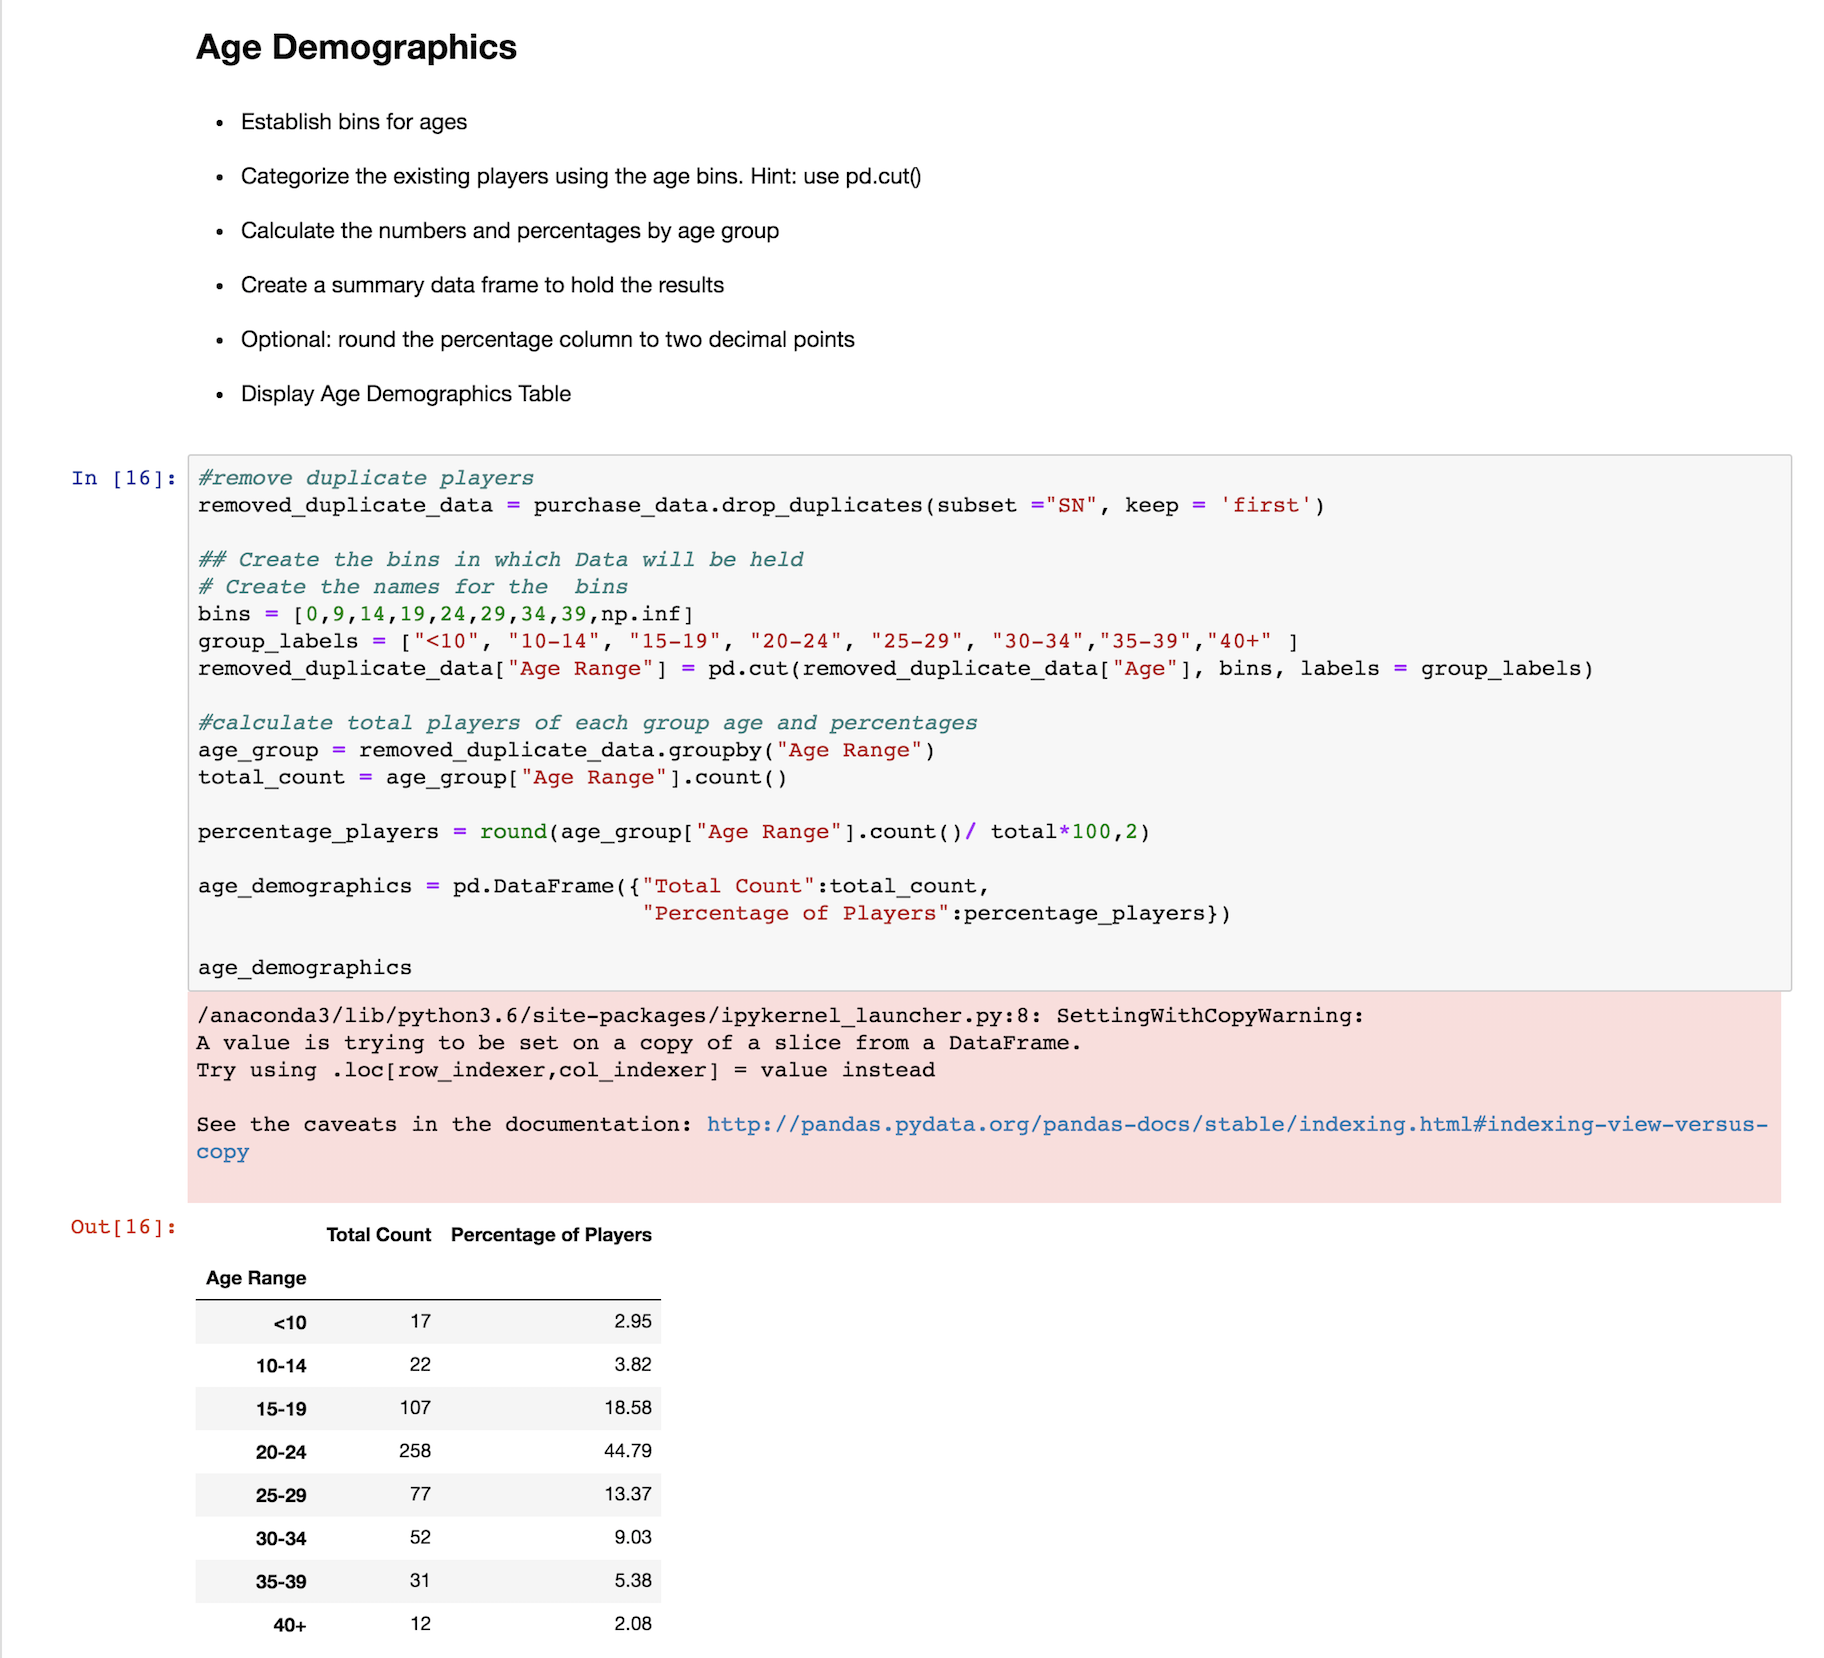 Age Demographics
• Establish bins for ages
• Categorize the existing players using the age bins. Hint: use pd.cut()
• Calculate the numbers and percentages by age group
• Create a summary data frame to hold the results
• Optional: round the percentage column to two decimal points
• Display Age Demographics Table
In [16]: #remove duplicate players
removed_duplicate_data = purchase_data.drop_duplicates(subset ="SN", keep = 'first')
## Create the bins in which Data will be held
# Create the names for the  bins
bins = [0,9,14,19,24,29,34,39,np.inf]
group_labels = ["<10", "10-14", "15-19", "20-24", "25-29", "30-34","35-39","40+" ]
removed_duplicate_data["Age Range"] = pd.cut(removed_duplicate_data["Age"], bins, labels = group_labels)
#calculate total players of each group age and percentages
age_group = removed_duplicate_data.groupby("Age Range")
total_count = age_group["Age Range"].count()
percentage_players = round(age_group["Age Range"].count()/ total*100,2)
age_demographics = pd.DataFrame({"Total Count":total_count,
"Percentage of Players":percentage_players})
age_demographics
/anaconda3/lib/python3.6/site-packages/ipykernel_launcher.py:8: SettingWithCopyWarning:
A value is trying to be set on a copy of a slice from a DataFrame.
Try using .loc[row_indexer,col_indexer] = value instead
See the caveats in the documentation: http://pandas.pydata.org/pandas-docs/stable/indexing.html#indexing-view-versus-
copy
Out[16]:
Total Count Percentage of Players
Age Range
<10 17 2.95
10-14 22 3.82
15-19 107 18.58
20-24 258 44.79
25-29 77 13.37
30-34 52 9.03
35-39 31 5.38
40+ 12 2.08